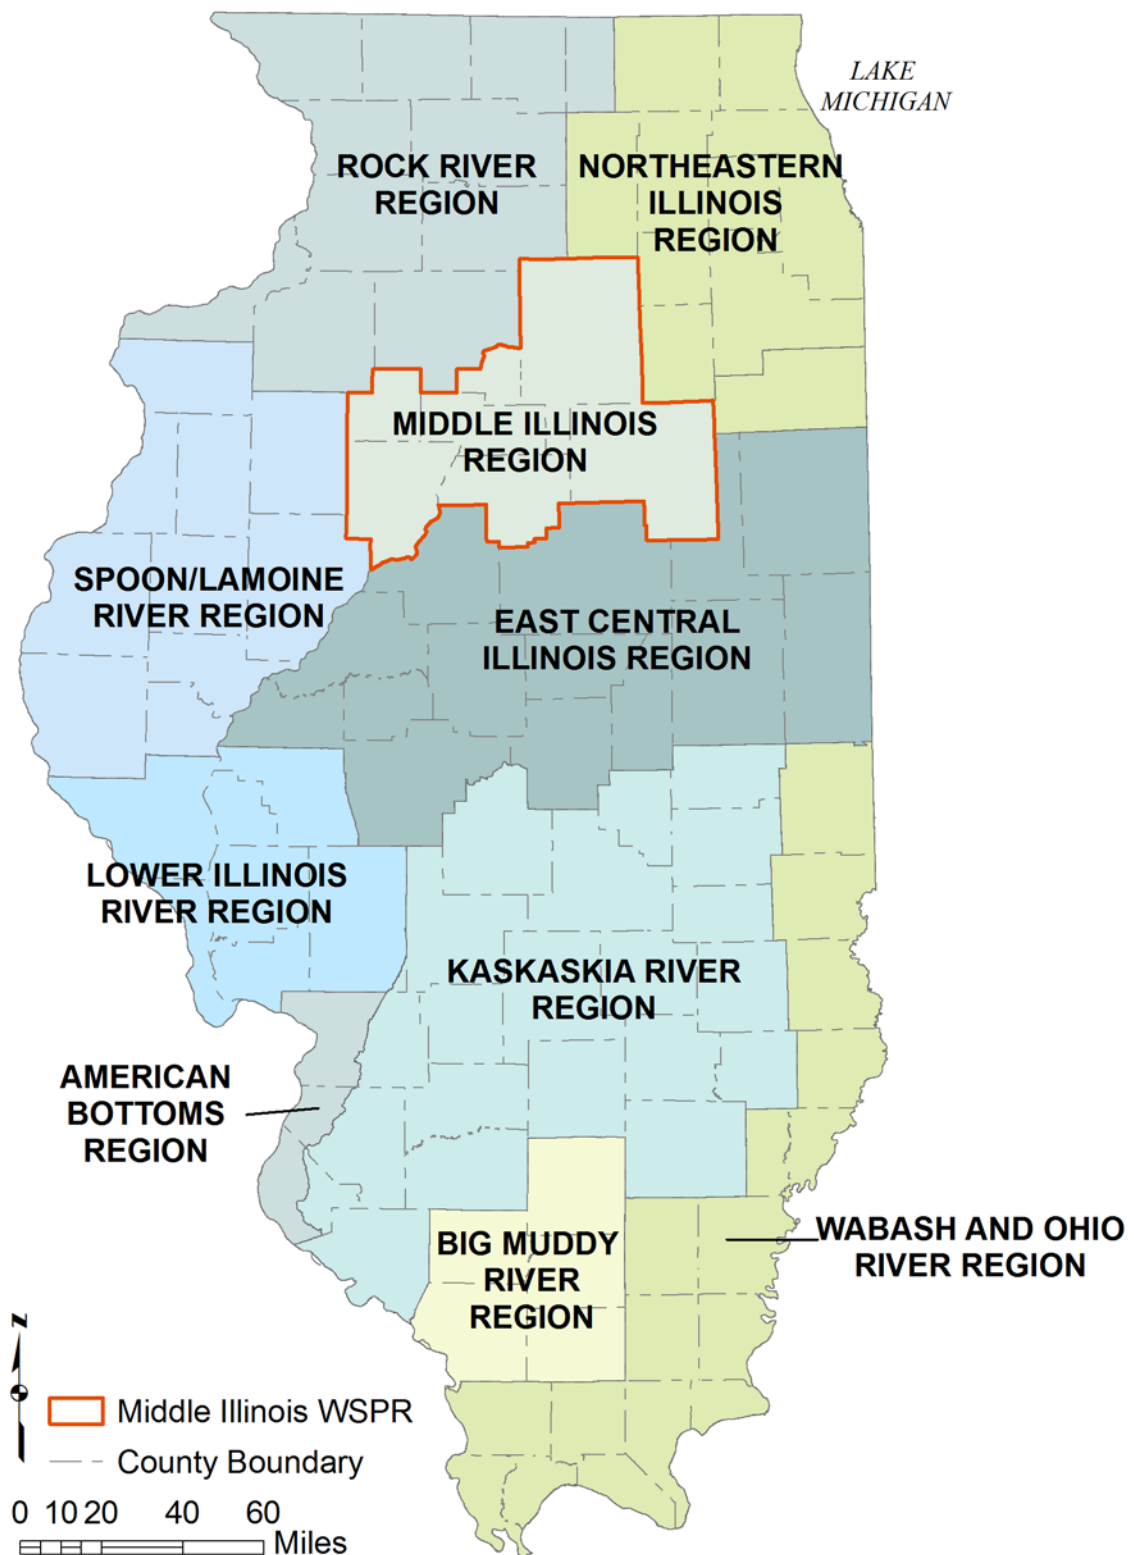 LAKE
MICHIGAN
ROCK RIVER
REGION
NORTHEASTERN
ILLINOIS
REGION
MIDDLE ILLINOIS
REGION
SPOON/LAMOINE
RIVER REGION
EAST CENTRAL
ILLINOIS REGION
LOWER ILLINOIS
RIVER REGION
KASKASKIA RIVER
REGION
AMERICAN
BOTTOMS
REGION
BIG MUDDY
RIVER
REGION
WABASH AND OHIO
RIVER REGION
N
Middle Illinois WSPR
County Boundary
0 10 20 40 60
Miles